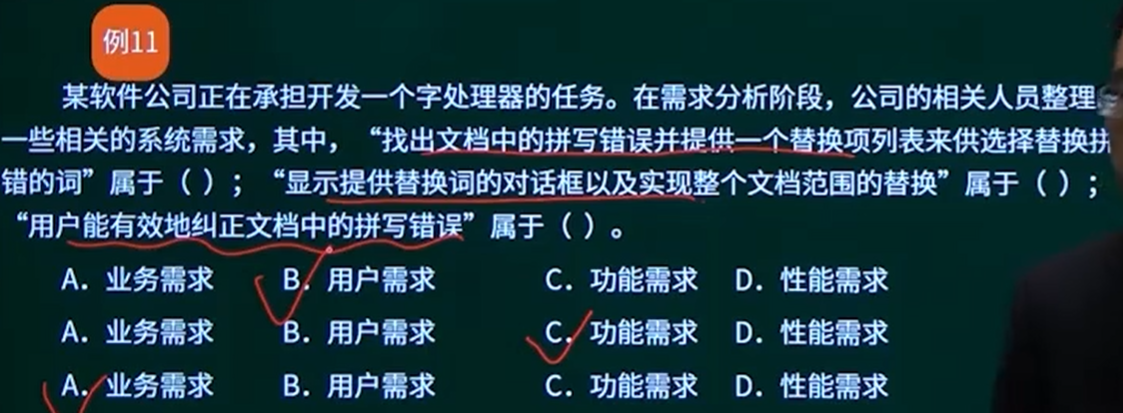 例11
某软件公司正在承担开发一个字处理器的任务。在需求分析阶段，公司的相关人员整理
一些相关的系统需求，其中，“找出文档中的拼写错误并提供一个替换项列表来供选择替换拼
错的词”属于（ ）；“显示提供替换词的对话框以及实现整个文档范围的替换”属于（ ）；
“用户能有效地纠正文档中的拼写错误”属于（ ）。
A. 业务需求 B. 用户需求 C. 功能需求 D. 性能需求
A. 业务需求 B. 用户需求 C. 功能需求 D. 性能需求
A. 业务需求 B. 用户需求 C. 功能需求 D. 性能需求